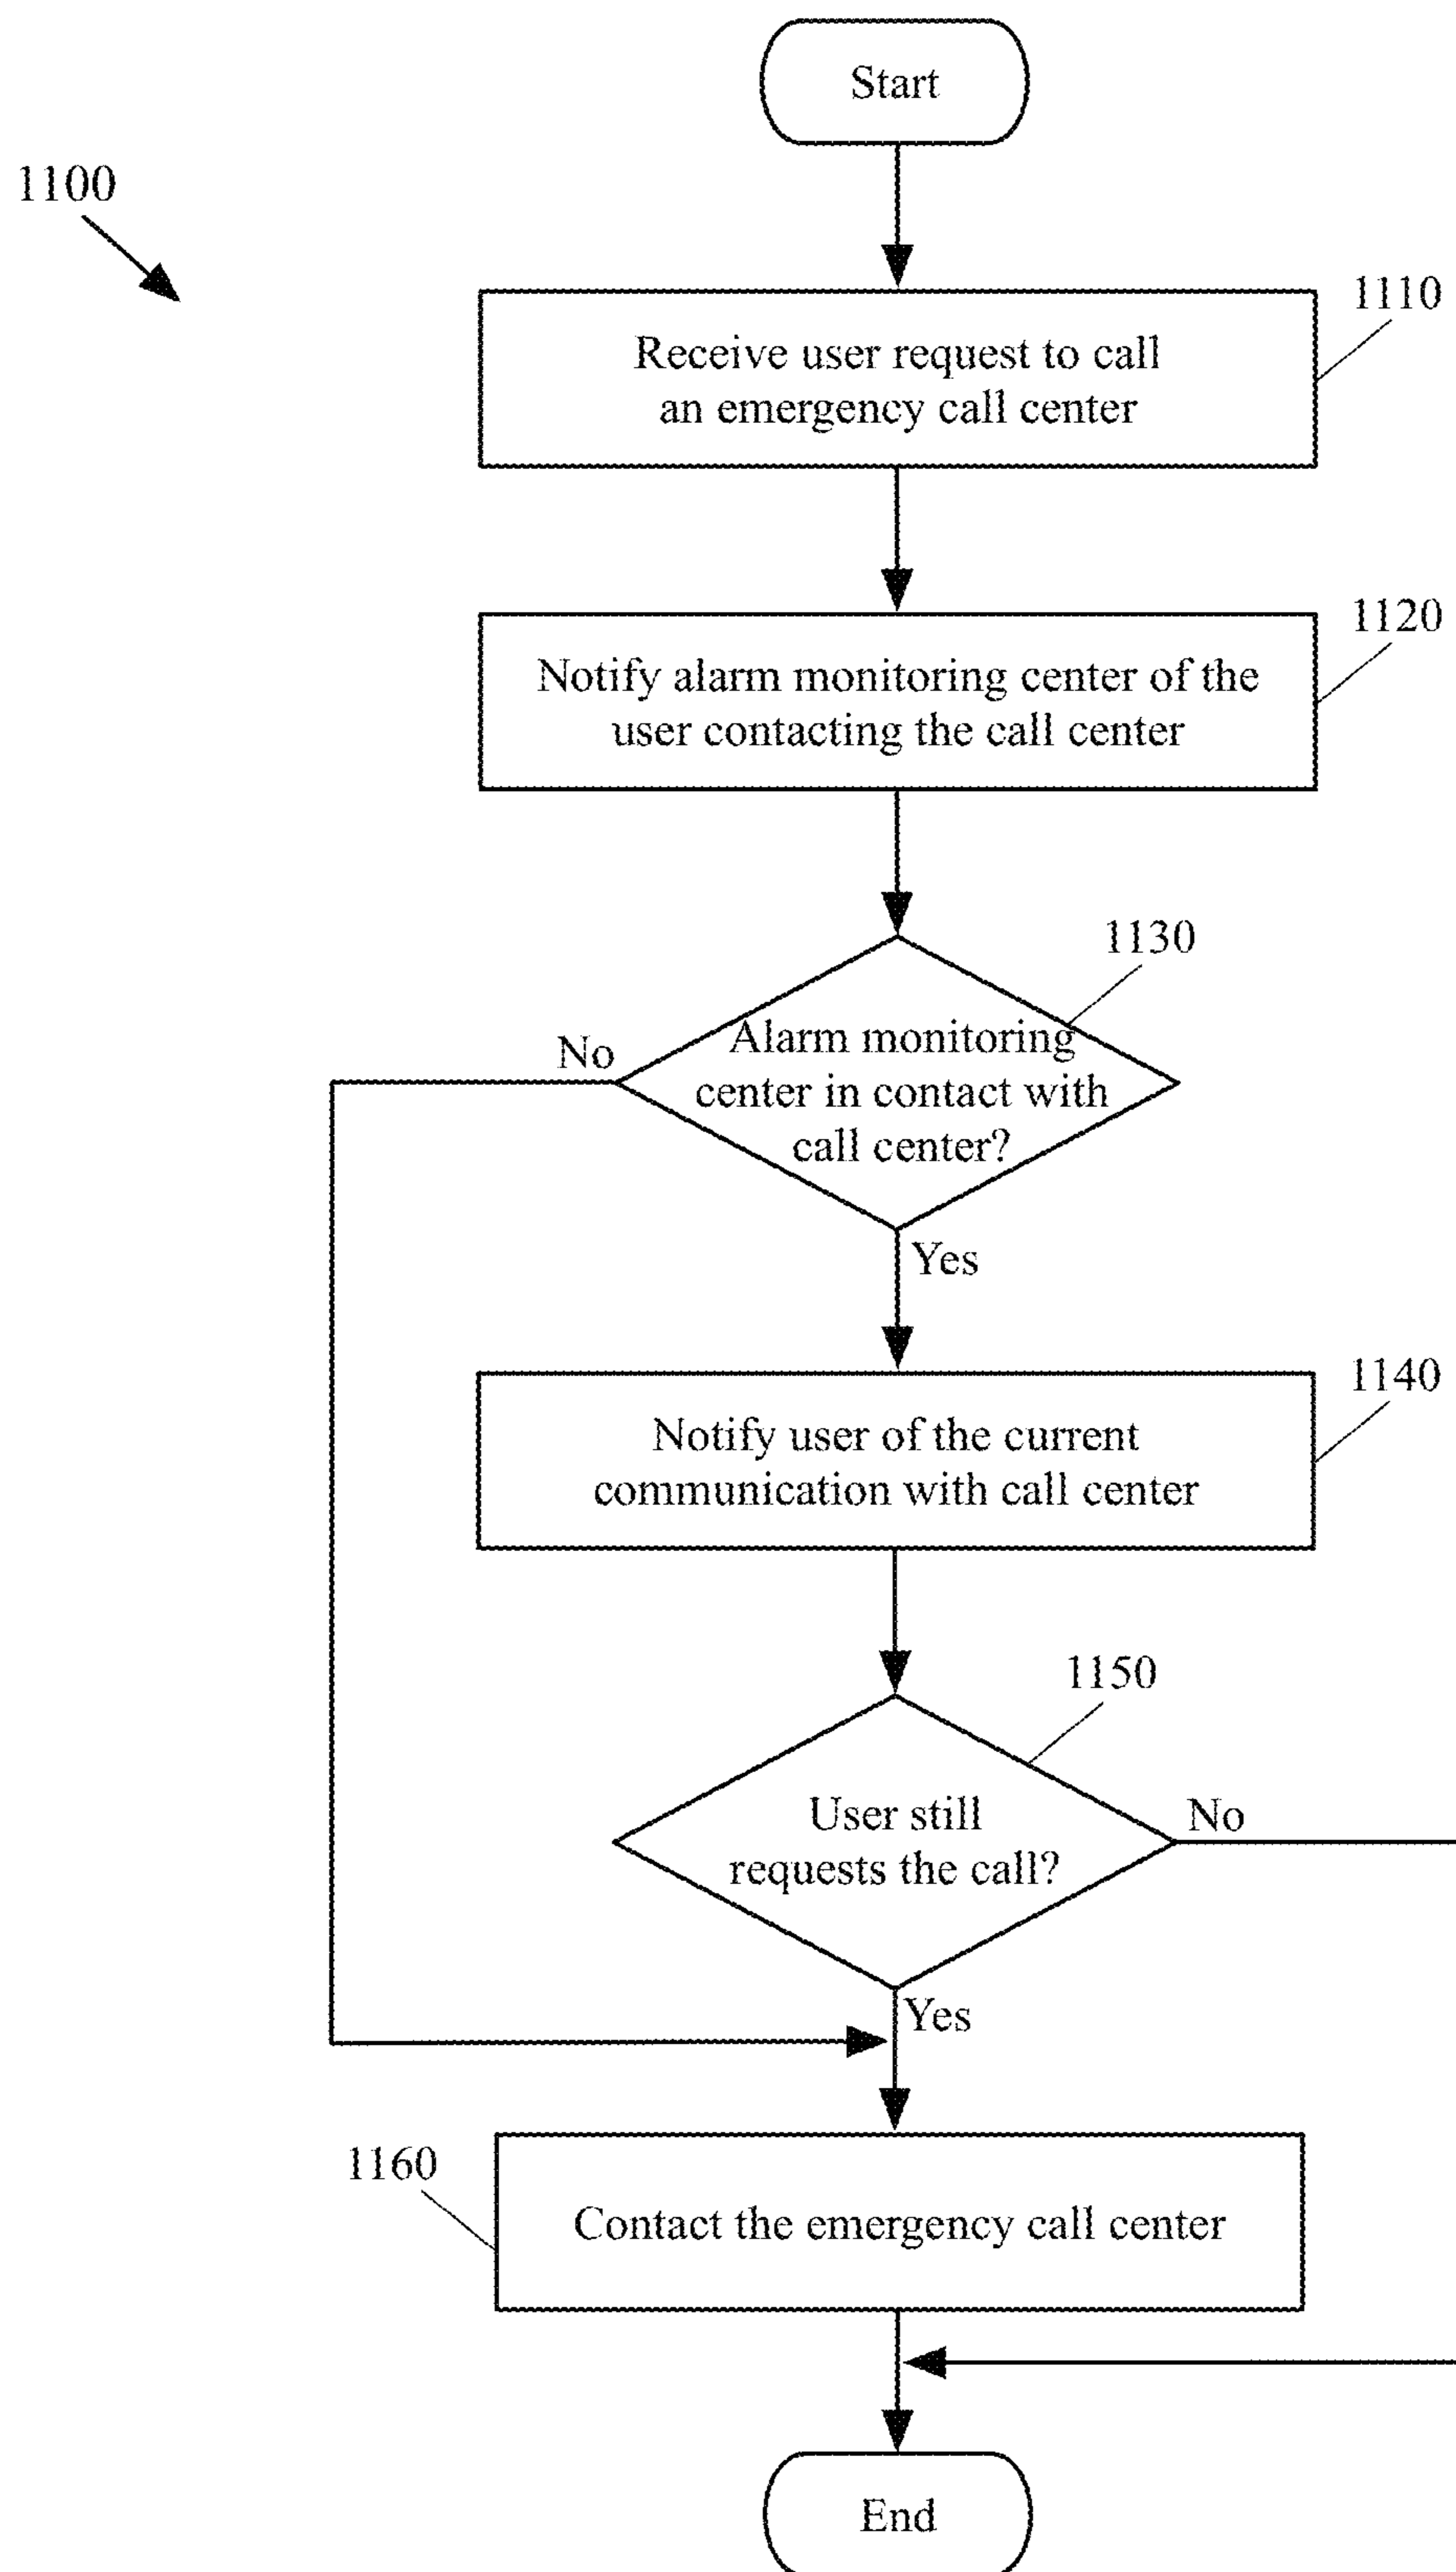 Start
1100
1110
Receive user request to call
an emergency call center
1120
Notify alarm monitoring center of the
user contacting the call center
1130
Alarm monitoring
center in contact with
call center?
No
Yes
1140
Notify user of the current
communication with call center
1150
User still
requests the call?
No
Yes
1160
Contact the emergency call center
End